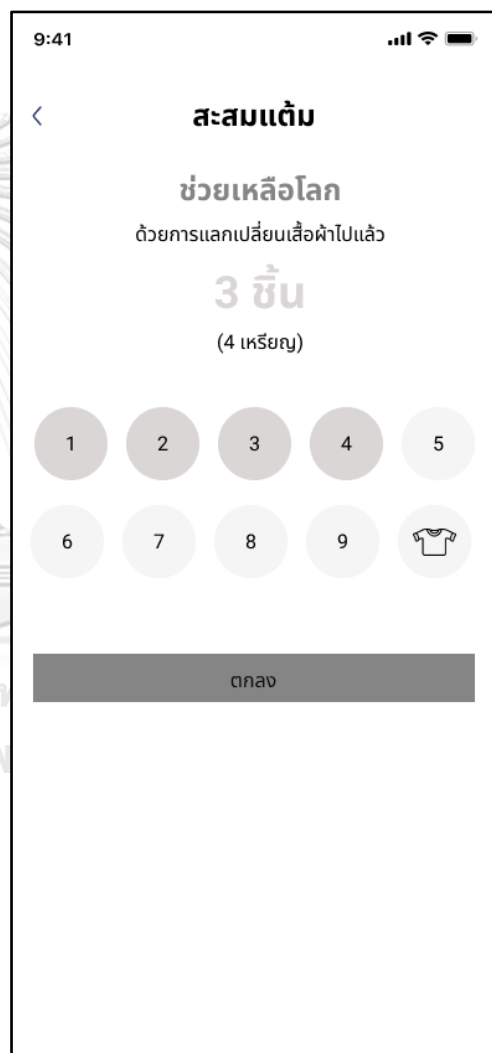 9:41
สะสมแต้ม
ช่วยเหลือโลก
ด้วยการแลกเปลี่ยนเสื้อผ้าไปแล้ว
3 ชิ้น
(4 เหรียญ)
1 2 3 4 5
6 7 8 9
ตกลง